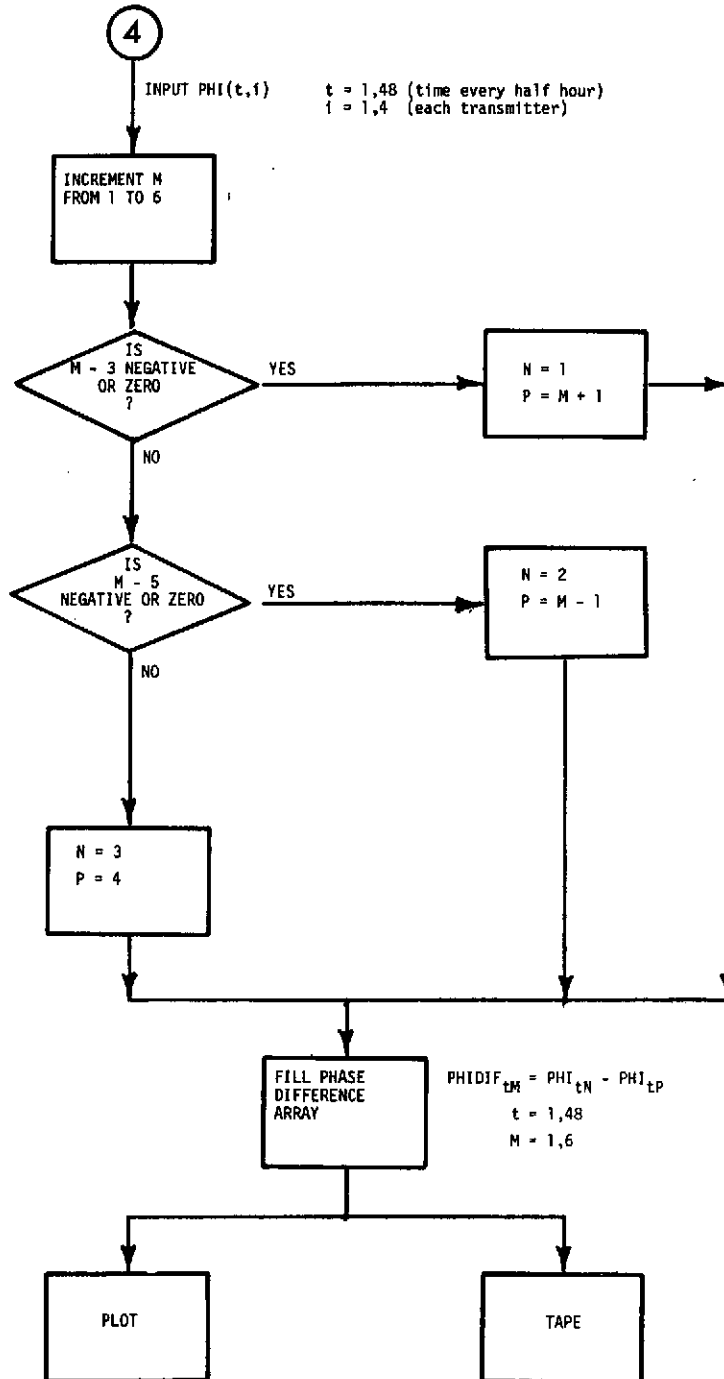 4
INPUT PHI(t,i) t = 1,48 (time every half hour)
i = 1,4 (each transmitter)
INCREMENT M
FROM 1 TO 6
IS
M - 3 NEGATIVE
OR ZERO
?
YES
N = 1
P = M + 1
NO
IS
M - 5
NEGATIVE OR ZERO
?
YES
N = 2
P = M - 1
NO
N = 3
P = 4
FILL PHASE
DIFFERENCE
ARRAY
PHIDIF_tM = PHI_tN - PHI_tP
t = 1,48
M = 1,6
PLOT
TAPE